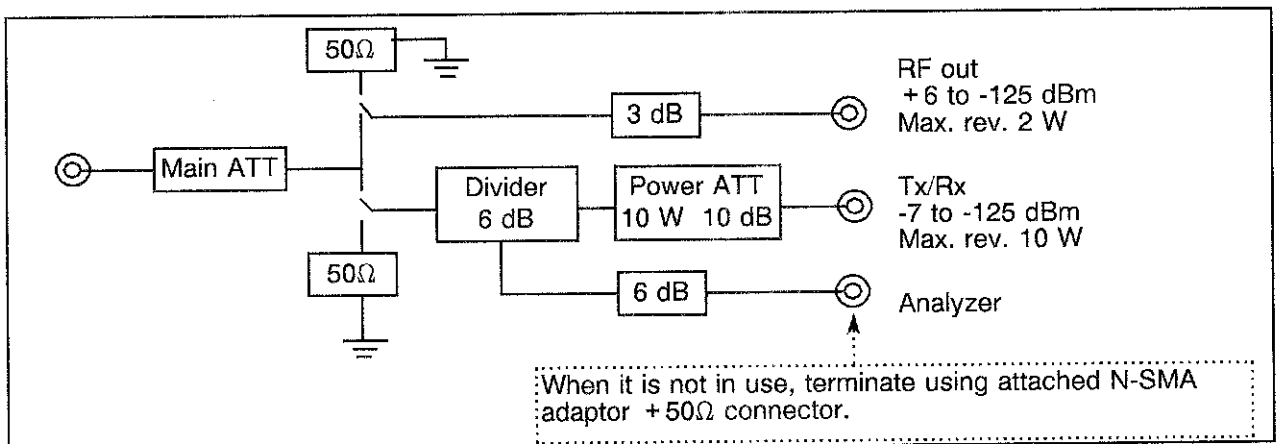 50Ω
3 dB
RF out
+6 to -125 dBm
Max. rev. 2 W
Main ATT
Divider
6 dB
Power ATT
10 W 10 dB
Tx/Rx
-7 to -125 dBm
Max. rev. 10 W
50Ω
6 dB
Analyzer
When it is not in use, terminate using attached N-SMA
adaptor +50Ω connector.